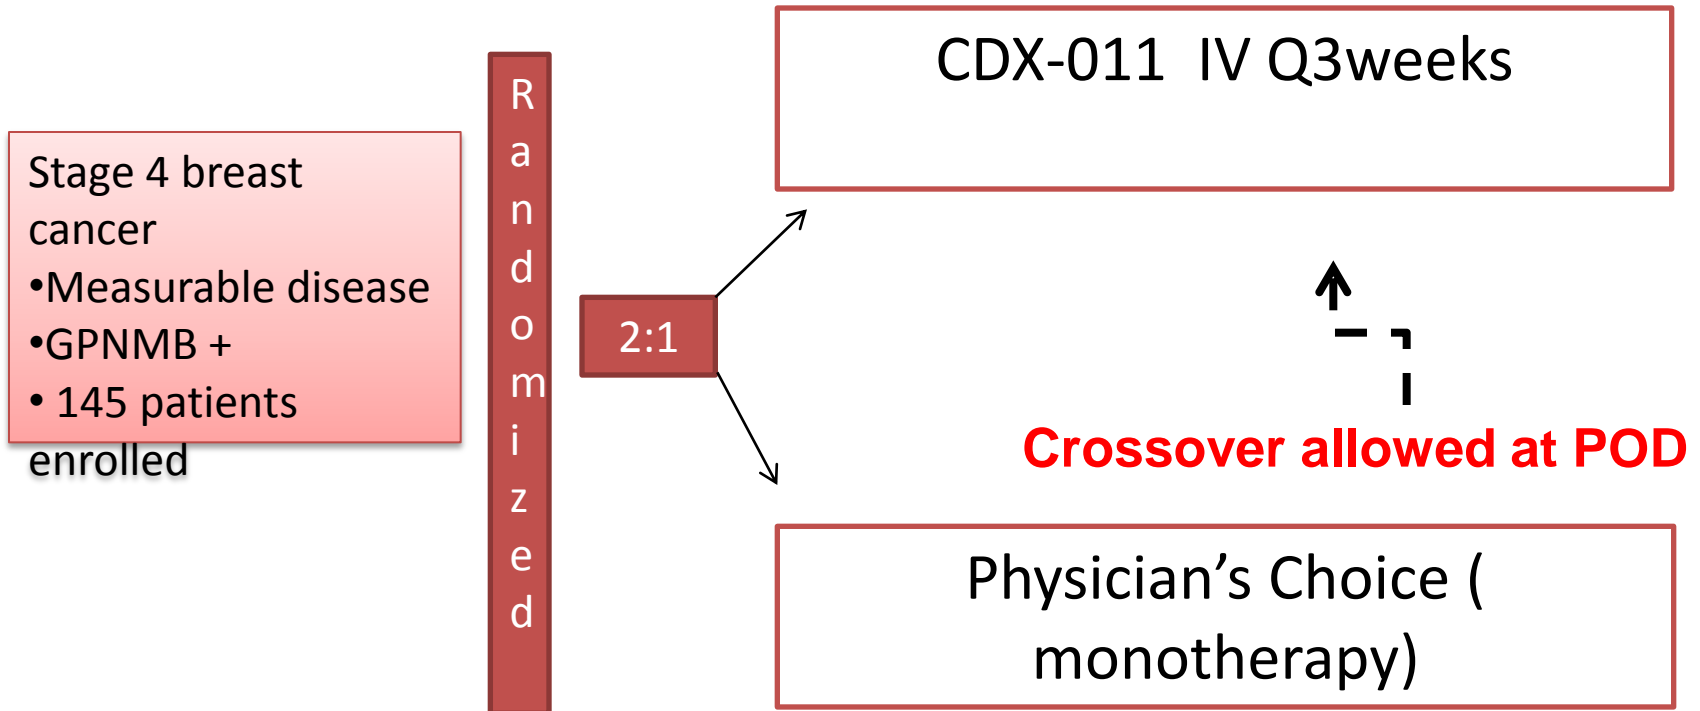 Stage 4 breast
cancer
•Measurable disease
•GPNMB +
• 145 patients
enrolled
Randomized
2:1
CDX-011 IV Q3weeks
Crossover allowed at POD
Physician’s Choice (
monotherapy)